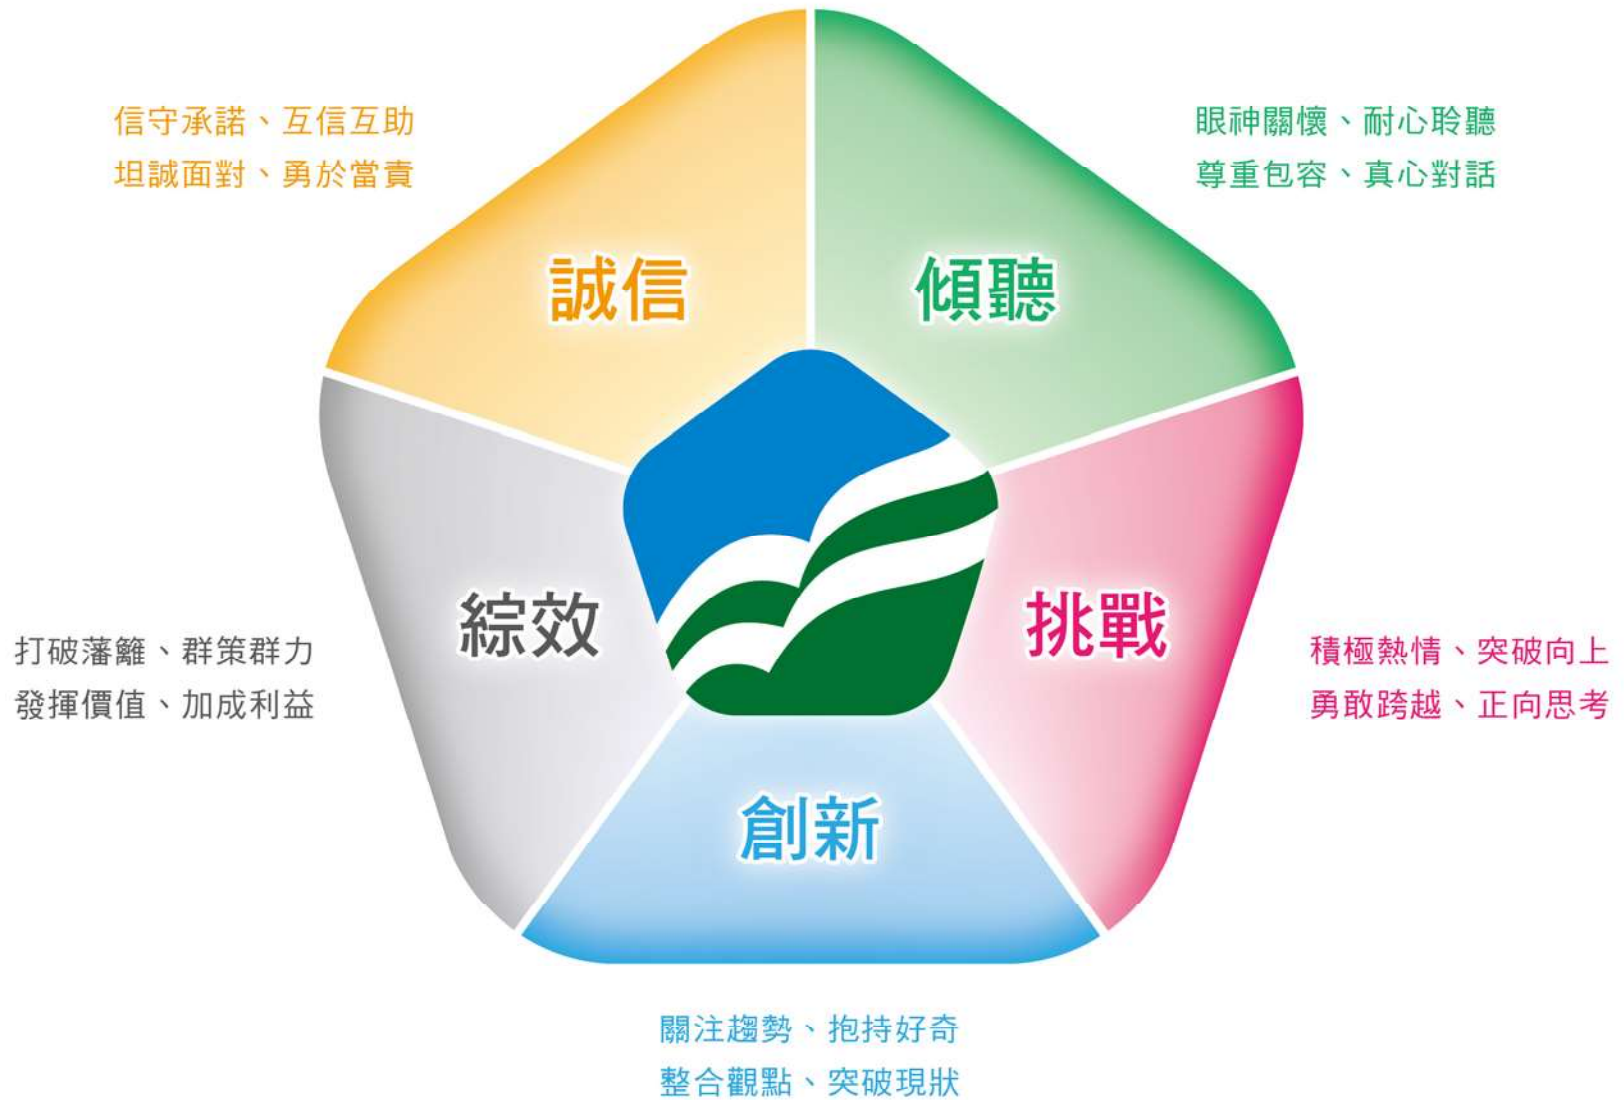 信守承諾、互信互助
坦誠面對、勇於當責
眼神關懷、耐心聆聽
尊重包容、真心對話
誠信
傾聽
綜效
挑戰
打破藩籬、群策群力
發揮價值、加成利益
積極熱情、突破向上
勇敢跨越、正向思考
創新
關注趨勢、抱持好奇
整合觀點、突破現狀